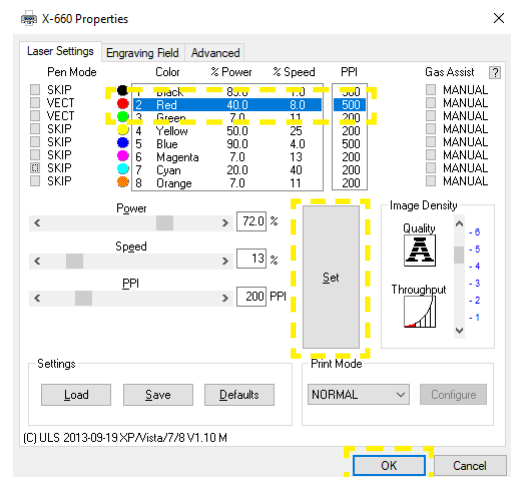 X-660 Properties
Laser Settings Engraving Field Advanced
Pen Mode Color % Power % Speed PPI Gas Assist ?
SKIP 1 Black 85.0 1.0 500 MANUAL
VECT 2 Red 40.0 8.0 500 MANUAL
VECT 3 Green 7.0 11 200 MANUAL
SKIP 4 Yellow 50.0 25 200 MANUAL
SKIP 5 Blue 90.0 4.0 500 MANUAL
SKIP 6 Magenta 7.0 13 200 MANUAL
SKIP 7 Cyan 20.0 40 200 MANUAL
SKIP 8 Orange 7.0 11 200 MANUAL
Power
72.0 %
Speed
13 %
PPI
200 PPI
Set
Image Density
Quality
A
Throughput
- 6
- 5
- 4
- 3
- 2
- 1
Settings
Load Save Defaults
Print Mode
NORMAL Configure
(C) ULS 2013-09-19 XP/Vista/7/8 V1.10 M
OK Cancel